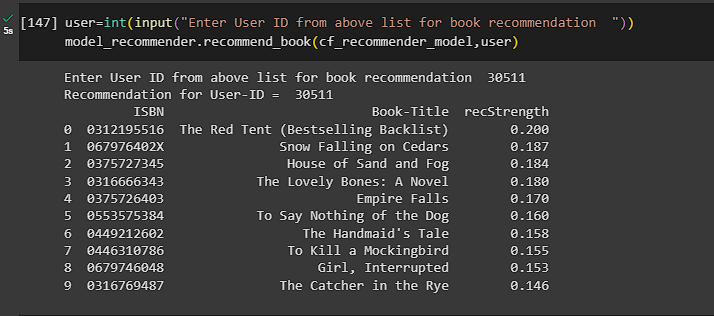 [147] user=int(input("Enter User ID from above list for book recommendation  "))
5s
model_recommender.recommend_book(cf_recommender_model,user)
Enter User ID from above list for book recommendation  30511
Recommendation for User-ID =  30511
ISBN Book-Title recStrength
0 0312195516 The Red Tent (Bestselling Backlist) 0.200
1 067976402X Snow Falling on Cedars 0.187
2 0375727345 House of Sand and Fog 0.184
3 0316666343 The Lovely Bones: A Novel 0.180
4 0375726403 Empire Falls 0.170
5 0553575384 To Say Nothing of the Dog 0.160
6 0449212602 The Handmaid's Tale 0.158
7 0446310786 To Kill a Mockingbird 0.155
8 0679746048 Girl, Interrupted 0.153
9 0316769487 The Catcher in the Rye 0.146